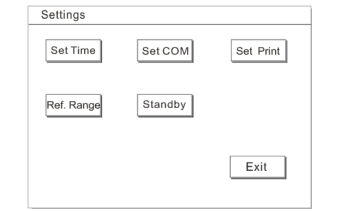 Settings
Set Time
Set COM
Set Print
Ref. Range
Standby
Exit